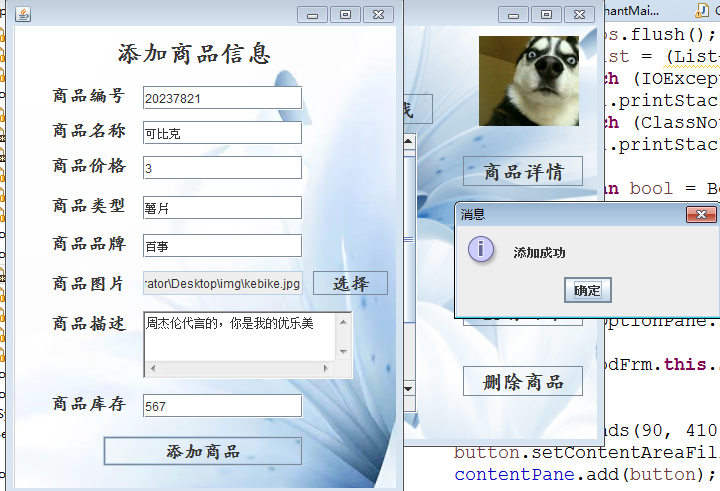 添加商品信息
商品编号 20237821
商品名称 可比克
商品价格 3
商品类型 薯片
商品品牌 百事
商品图片 rator\Desktop\img\kebike.jpg 选择
商品描述 周杰伦代言的，你是我的优乐美
商品库存 567
添加商品
商品详情
删除商品
消息
添加成功
确定
hantMai...
s.flush();
ist = (List
ch (IOExcep
.printStac
ch (ClassNo
.printStac
an bool = B
ptionPane.
odFrm.this.
ds(90, 410
button.setContentAreaFil
contentPane.add(button);